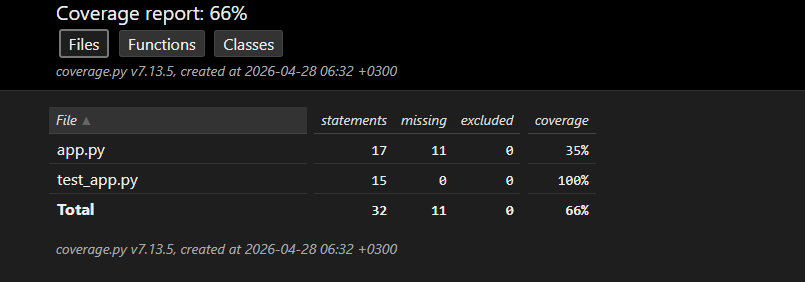 Coverage report: 66%
Files Functions Classes
coverage.py v7.13.5, created at 2026-04-28 06:32 +0300
File ▲ statements missing excluded coverage
app.py 17 11 0 35%
test_app.py 15 0 0 100%
Total 32 11 0 66%
coverage.py v7.13.5, created at 2026-04-28 06:32 +0300